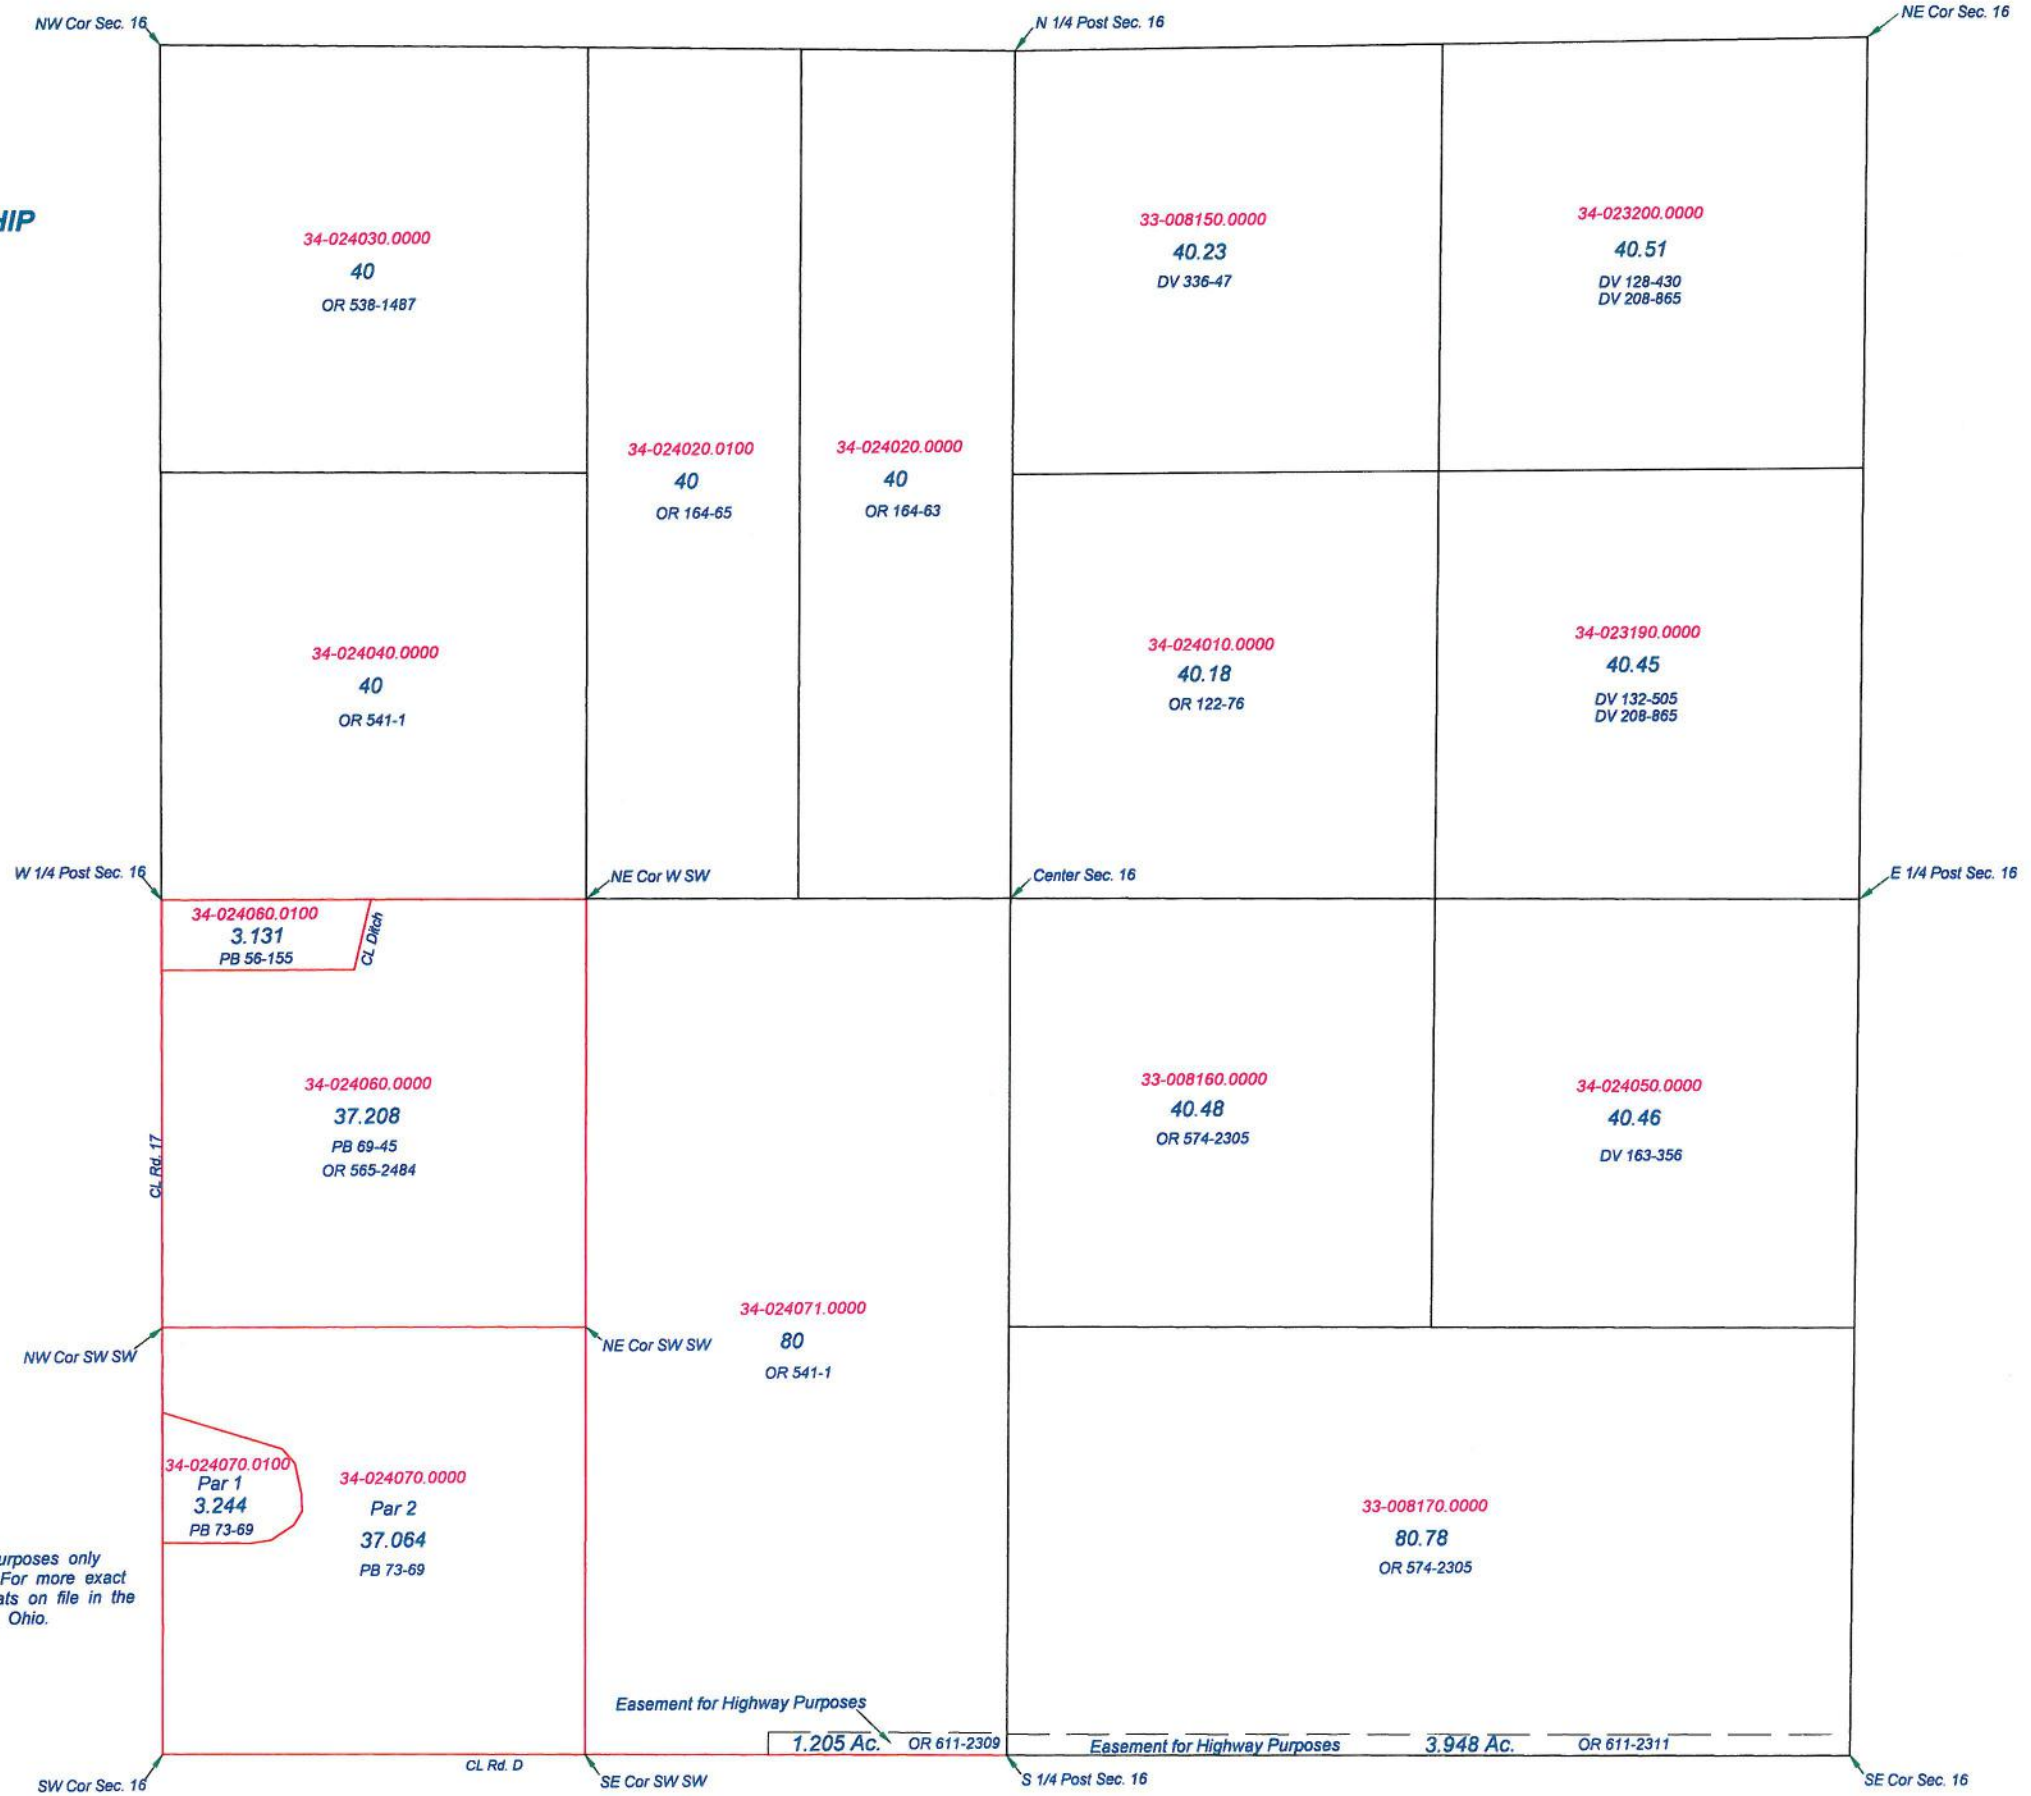 NW Cor Sec. 16
N 1/4 Post Sec. 16
NE Cor Sec. 16
34-024030.0000
40
OR 538-1487
33-008150.0000
40.23
DV 336-47
34-023200.0000
40.51
DV 128-430
DV 208-865
34-024020.0100
40
OR 164-65
34-024020.0000
40
OR 164-63
34-024040.0000
40
OR 541-1
34-024010.0000
40.18
OR 122-76
34-023190.0000
40.45
DV 132-505
DV 208-865
W 1/4 Post Sec. 16
NE Cor W SW
Center Sec. 16
E 1/4 Post Sec. 16
34-024060.0100
3.131
PB 56-155
CL Ditch
34-024060.0000
37.208
PB 69-45
OR 565-2484
CL Rd. 17
33-008160.0000
40.48
OR 574-2305
34-024050.0000
40.46
DV 163-356
34-024071.0000
80
OR 541-1
NW Cor SW SW
NE Cor SW SW
34-024070.0100
Par 1
3.244
PB 73-69
34-024070.0000
Par 2
37.064
PB 73-69
33-008170.0000
80.78
OR 574-2305
only
For more exact
on file in the
Ohio.
Easement for Highway Purposes
1.205 Ac. OR 611-2309
Easement for Highway Purposes 3.948 Ac. OR 611-2311
CL Rd. D
SW Cor Sec. 16
SE Cor SW SW
S 1/4 Post Sec. 16
SE Cor Sec. 16